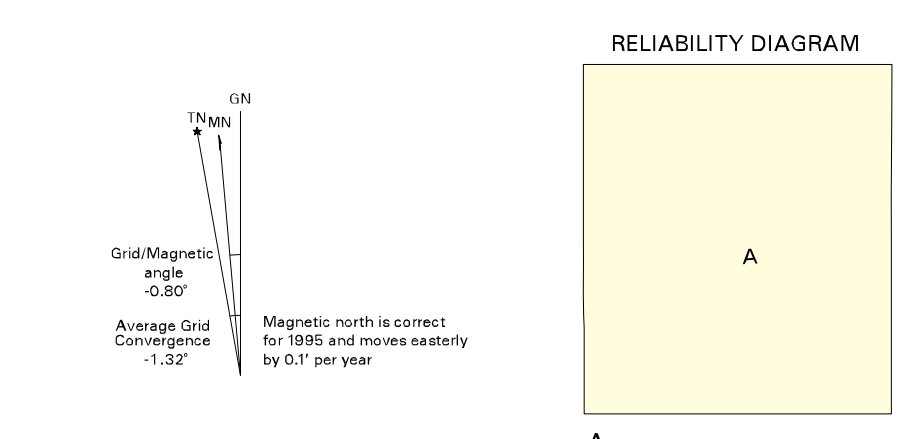 GN
TN MN
Grid/Magnetic
angle
-0.80°
Average Grid
Convergence
-1.32°
Magnetic north is correct
for 1995 and moves easterly
by 0.1' per year
RELIABILITY DIAGRAM
A